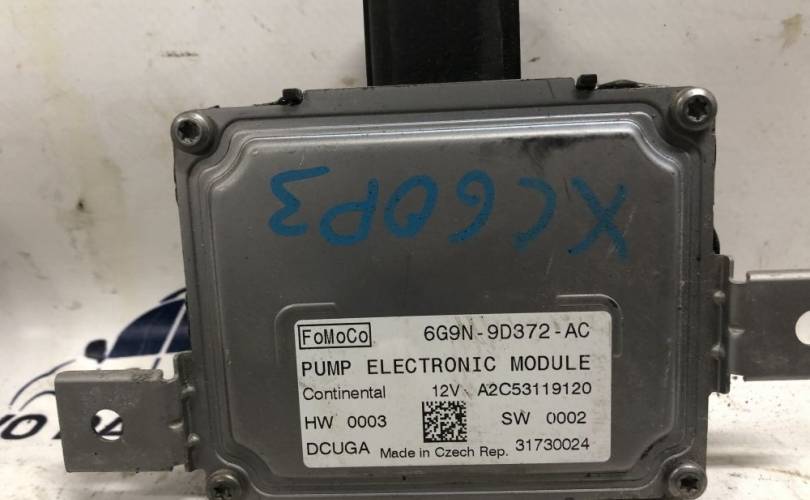 XC60P3
FoMoCo 6G9N-9D372-AC
PUMP ELECTRONIC MODULE
Continental 12V A2C53119120
HW 0003 SW 0002
DCUGA Made in Czech Rep. 31730024